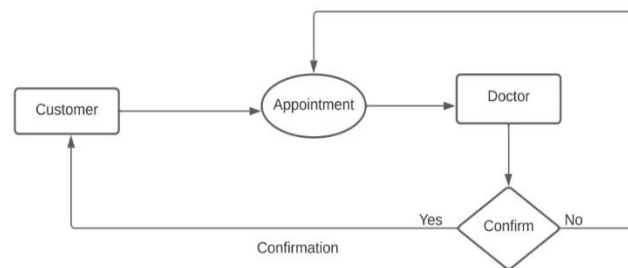 Customer
Appointment
Doctor
Yes
Confirm
No
Confirmation